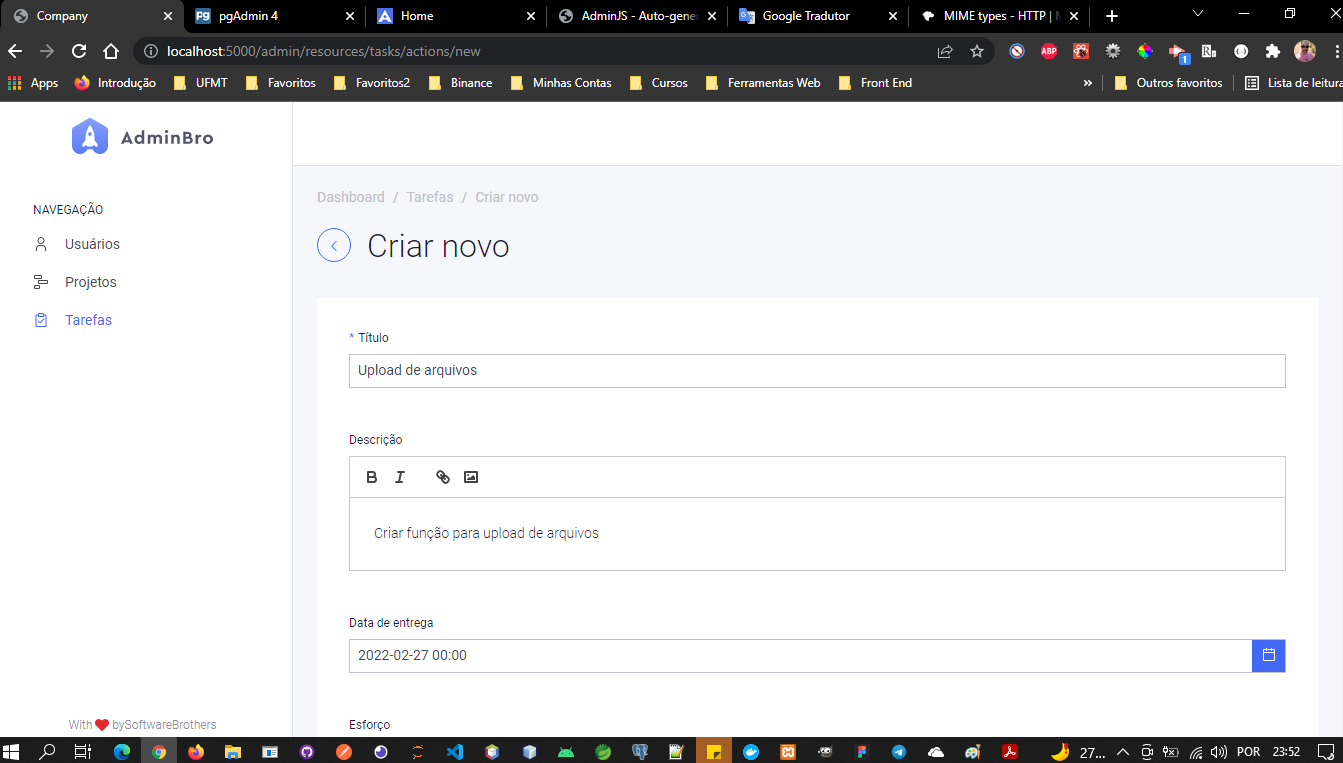 Company
pgAdmin 4
Home
AdminJS - Auto-gene
Google Tradutor
MIME types - HTTP |
localhost:5000/admin/resources/tasks/actions/new
ABP
1
Apps
Introdução
UFMT
Favoritos
Favoritos2
Binance
Minhas Contas
Cursos
Ferramentas Web
Front End
»
Outros favoritos
Lista de leitura
AdminBro
Dashboard / Tarefas / Criar novo
NAVEGAÇÃO
Usuários
Projetos
Tarefas
Criar novo
* Título
Upload de arquivos
Descrição
B I
Criar função para upload de arquivos
Data de entrega
2022-02-27 00:00
Esforço
With ❤ bySoftwareBrothers
27...
POR
23:52